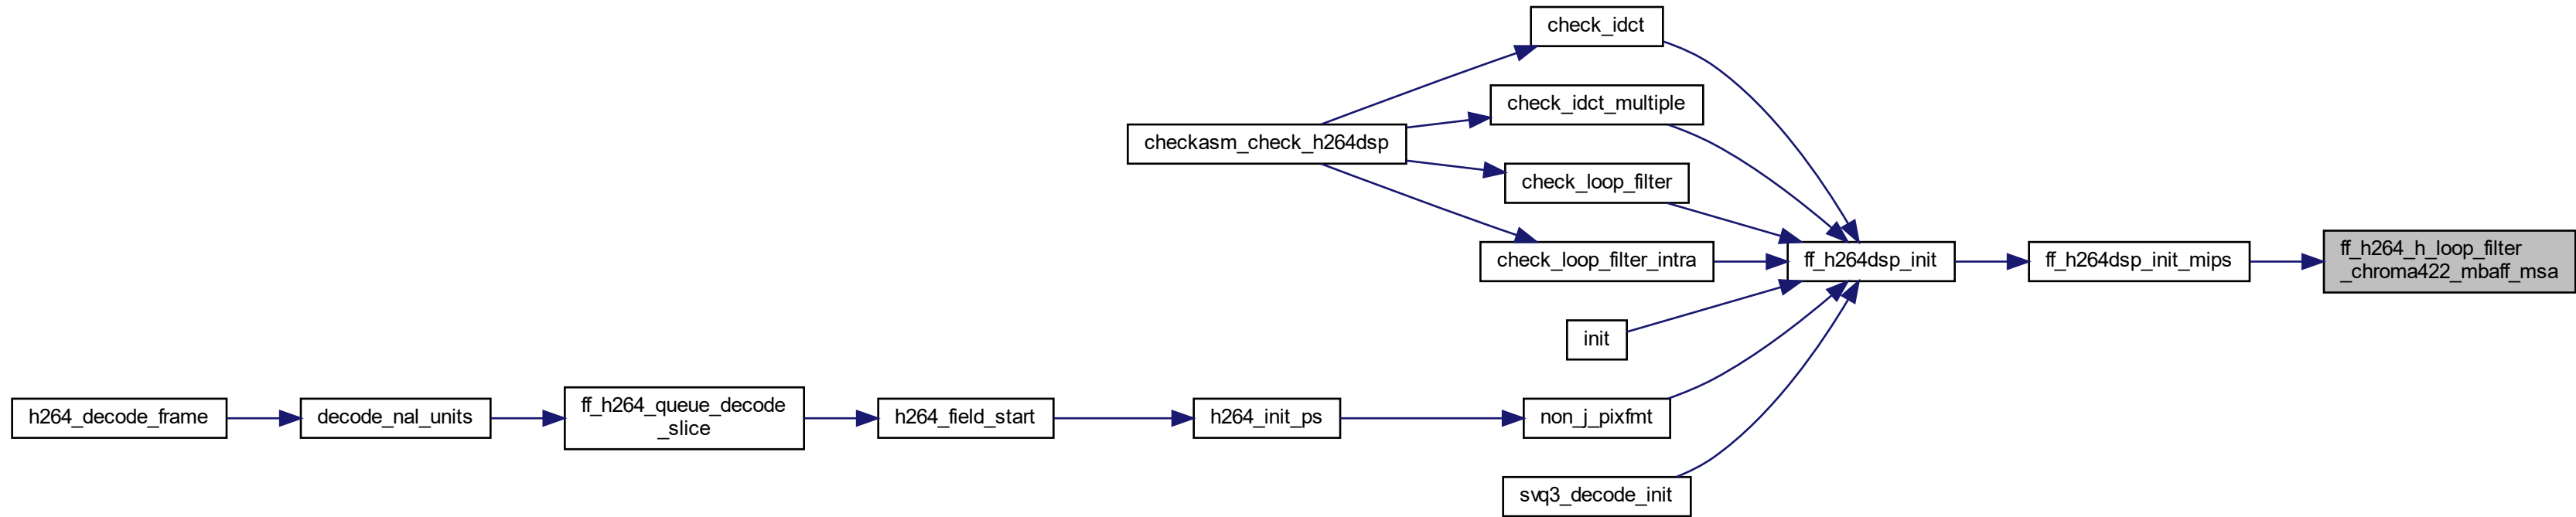 check_idct
check_idct_multiple
checkasm_check_h264dsp
check_loop_filter
check_loop_filter_intra
ff_h264dsp_init
ff_h264dsp_init_mips
ff_h264_h_loop_filter
_chroma422_mbaff_msa
init
h264_decode_frame
decode_nal_units
ff_h264_queue_decode
_slice
h264_field_start
h264_init_ps
non_j_pixfmt
svq3_decode_init